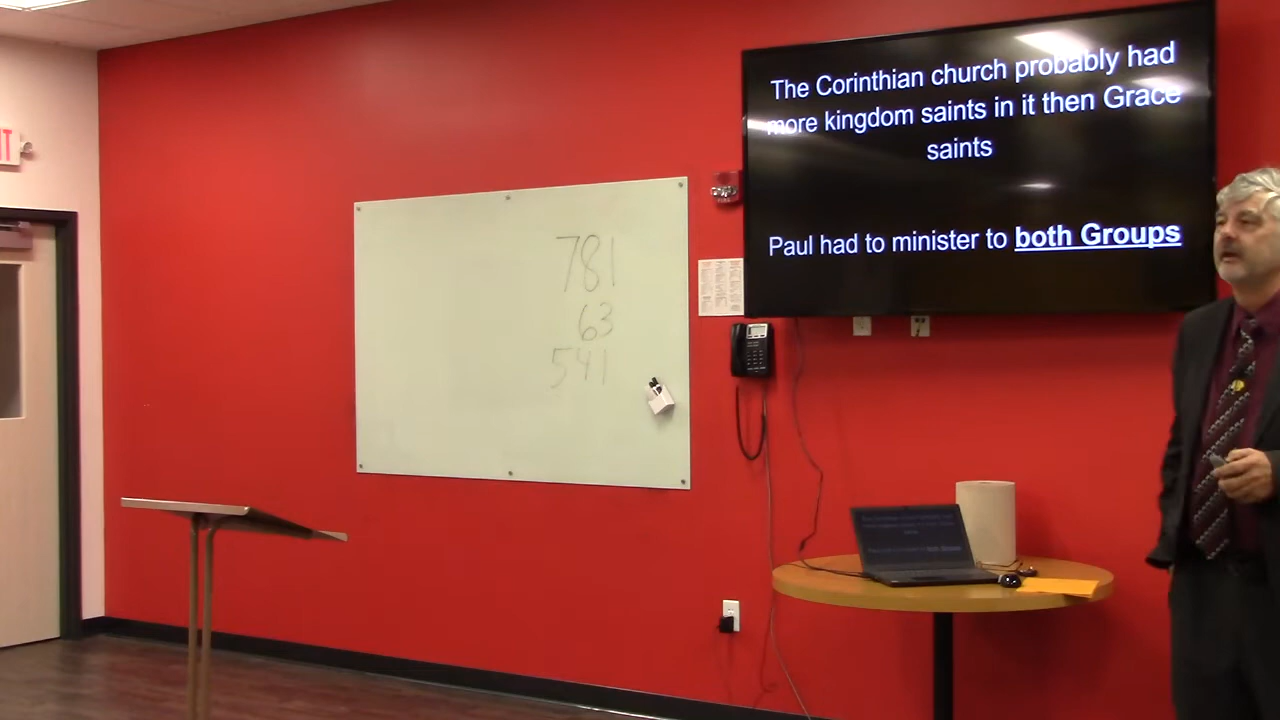 IT
781
63
541
The Corinthian church probably had
more kingdom saints in it then Grace
saints
Paul had to minister to both Groups